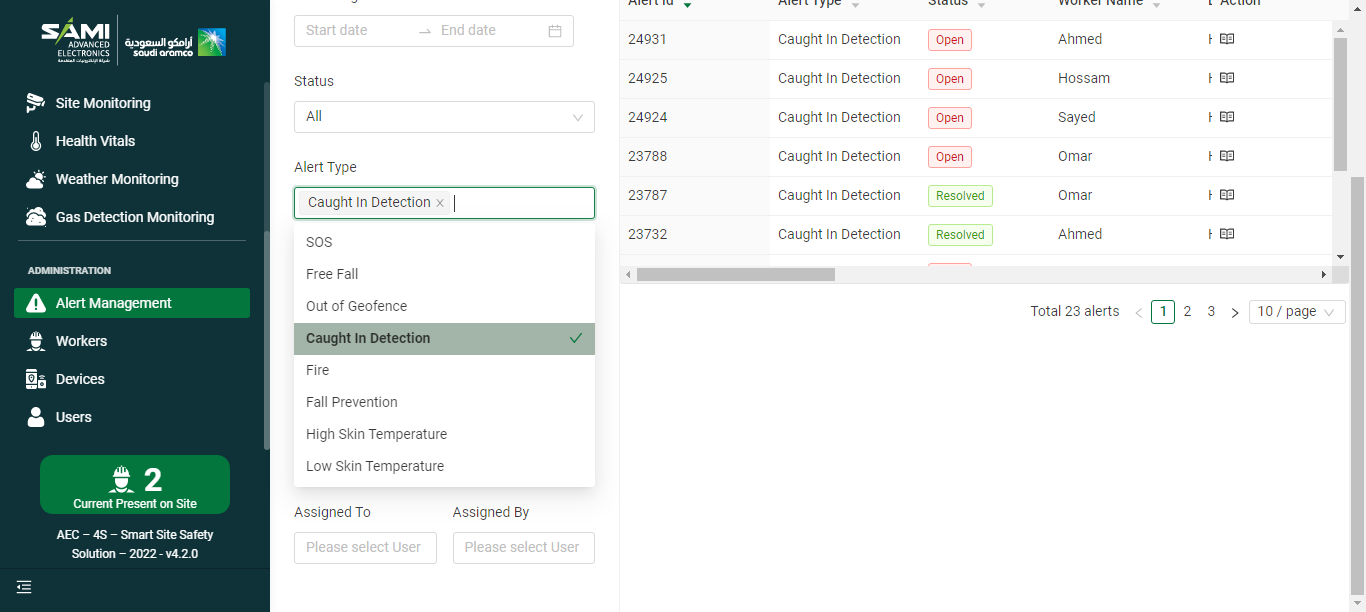 SAMI
ADVANCED
ELECTRONICS
شركة الإلكترونيات المتقدمة
أرامكو السعودية
saudi aramco
Site Monitoring
Health Vitals
Weather Monitoring
Gas Detection Monitoring
ADMINISTRATION
Alert Management
Workers
Devices
Users
2
Current Present on Site
AEC – 4S – Smart Site Safety
Solution – 2022 - v4.2.0
Start date
End date
Status
All
Alert Type
Caught In Detection
SOS
Free Fall
Out of Geofence
Caught In Detection
Fire
Fall Prevention
High Skin Temperature
Low Skin Temperature
Assigned To
Assigned By
Please select User
Please select User
Alert Id Alert Type Status Worker Name Action
24931 Caught In Detection Open Ahmed
24925 Caught In Detection Open Hossam
24924 Caught In Detection Open Sayed
23788 Caught In Detection Open Omar
23787 Caught In Detection Resolved Omar
23732 Caught In Detection Resolved Ahmed
Total 23 alerts 1 2 3 10 / page